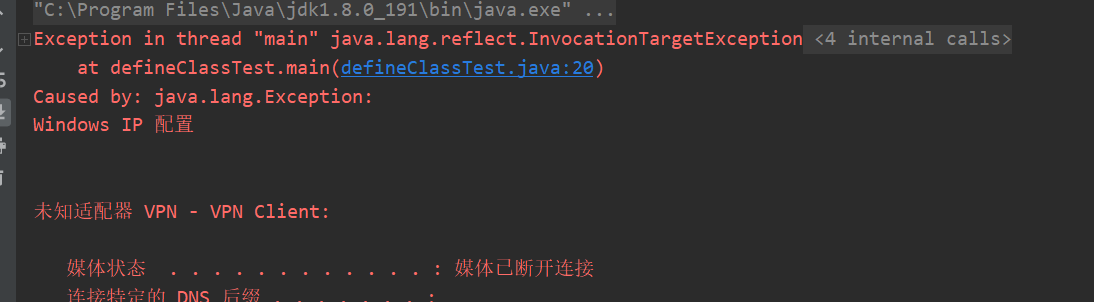 "C:\Program Files\Java\jdk1.8.0_191\bin\java.exe" ...
Exception in thread "main" java.lang.reflect.InvocationTargetException <4 internal calls>
at defineClassTest.main(defineClassTest.java:20)
Caused by: java.lang.Exception:
Windows IP 配置
未知适配器 VPN - VPN Client:
媒体状态 . . . . . . . . . . . . : 媒体已断开连接
连接特定的 DNS 后缀 . . . . . . . :